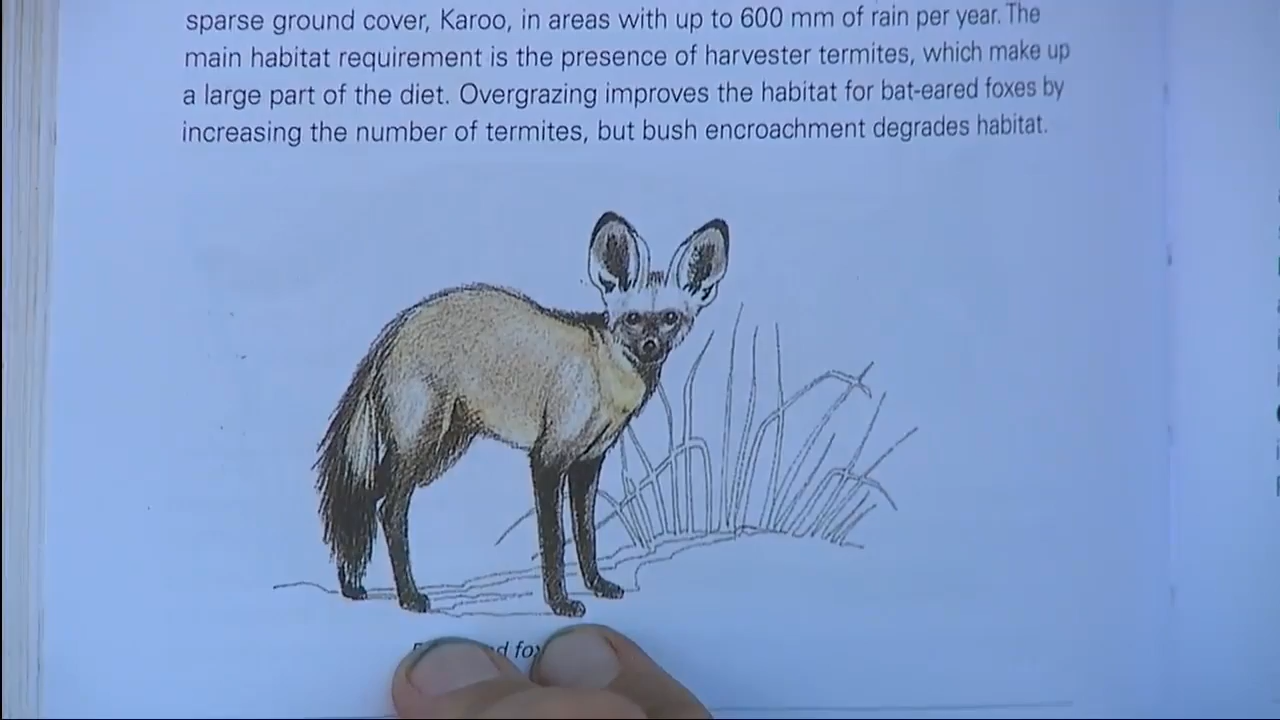 sparse ground cover, Karoo, in areas with up to 600 mm of rain per year. The
main habitat requirement is the presence of harvester termites, which make up
a large part of the diet. Overgrazing improves the habitat for bat-eared foxes by
increasing the number of termites, but bush encroachment degrades habitat.